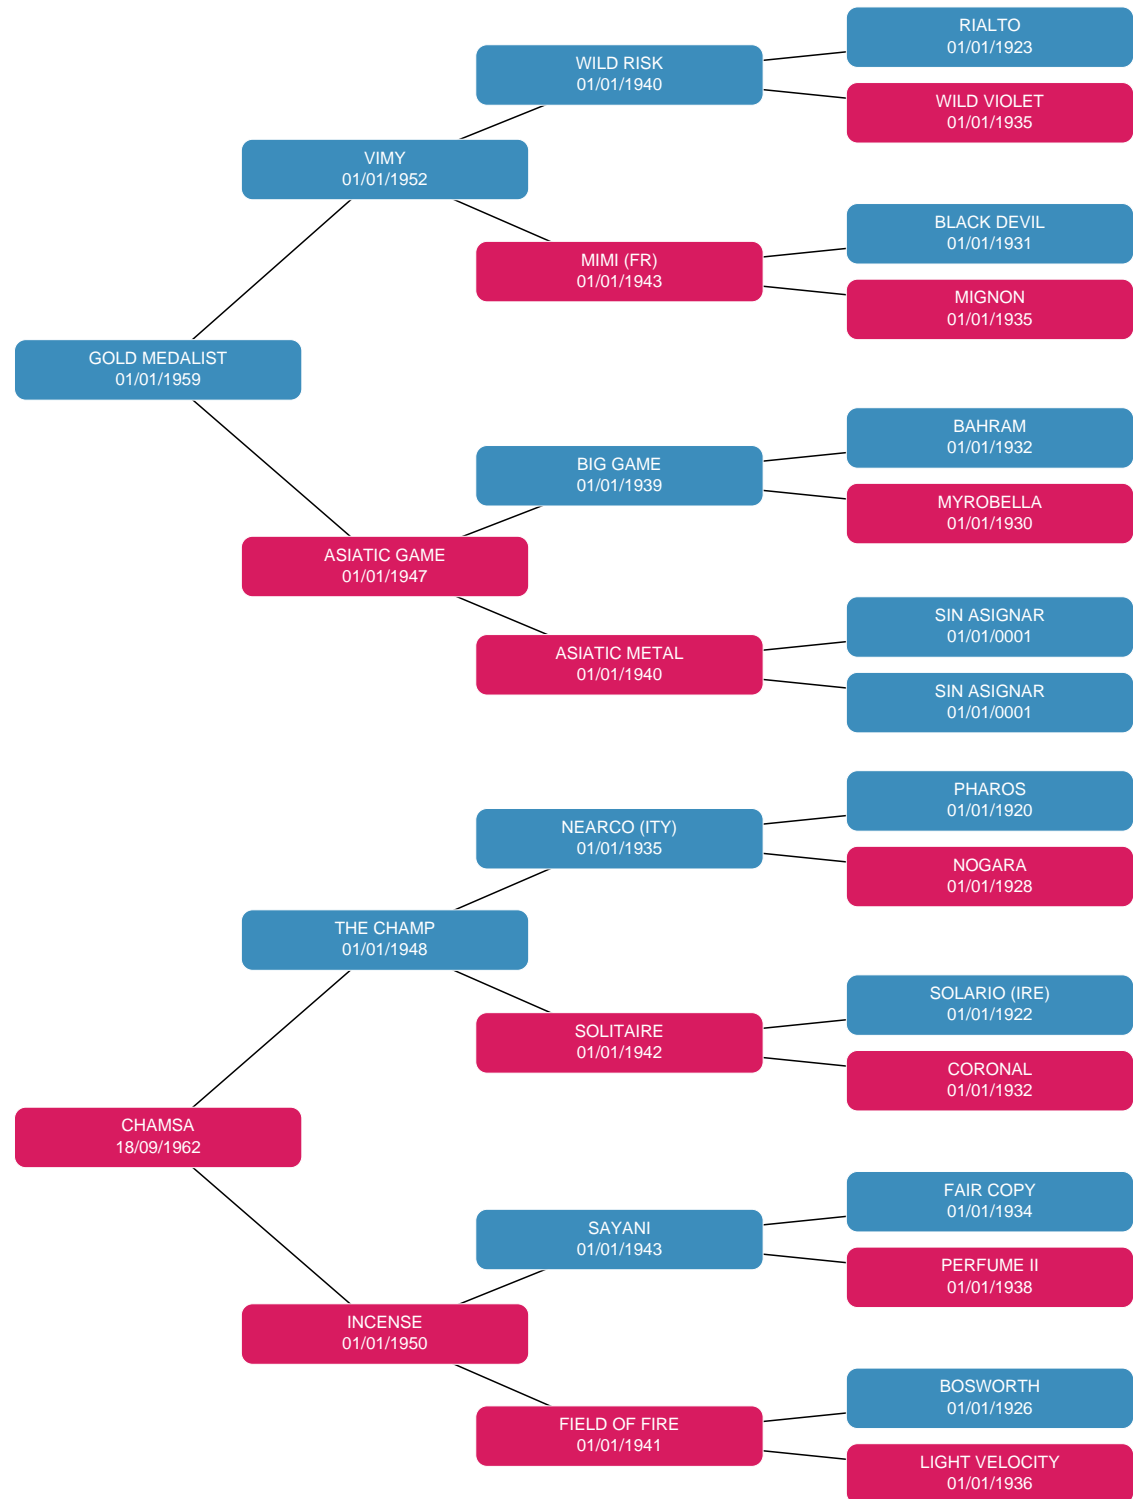 RIALTO
01/01/1923
WILD RISK
01/01/1940
WILD VIOLET
01/01/1935
VIMY
01/01/1952
BLACK DEVIL
01/01/1931
MIMI (FR)
01/01/1943
MIGNON
01/01/1935
GOLD MEDALIST
01/01/1959
BAHRAM
01/01/1932
BIG GAME
01/01/1939
MYROBELLA
01/01/1930
ASIATIC GAME
01/01/1947
SIN ASIGNAR
01/01/0001
ASIATIC METAL
01/01/1940
SIN ASIGNAR
01/01/0001
PHAROS
01/01/1920
NEARCO (ITY)
01/01/1935
NOGARA
01/01/1928
THE CHAMP
01/01/1948
SOLARIO (IRE)
01/01/1922
SOLITAIRE
01/01/1942
CORONAL
01/01/1932
CHAMSA
18/09/1962
FAIR COPY
01/01/1934
SAYANI
01/01/1943
PERFUME II
01/01/1938
INCENSE
01/01/1950
BOSWORTH
01/01/1926
FIELD OF FIRE
01/01/1941
LIGHT VELOCITY
01/01/1936